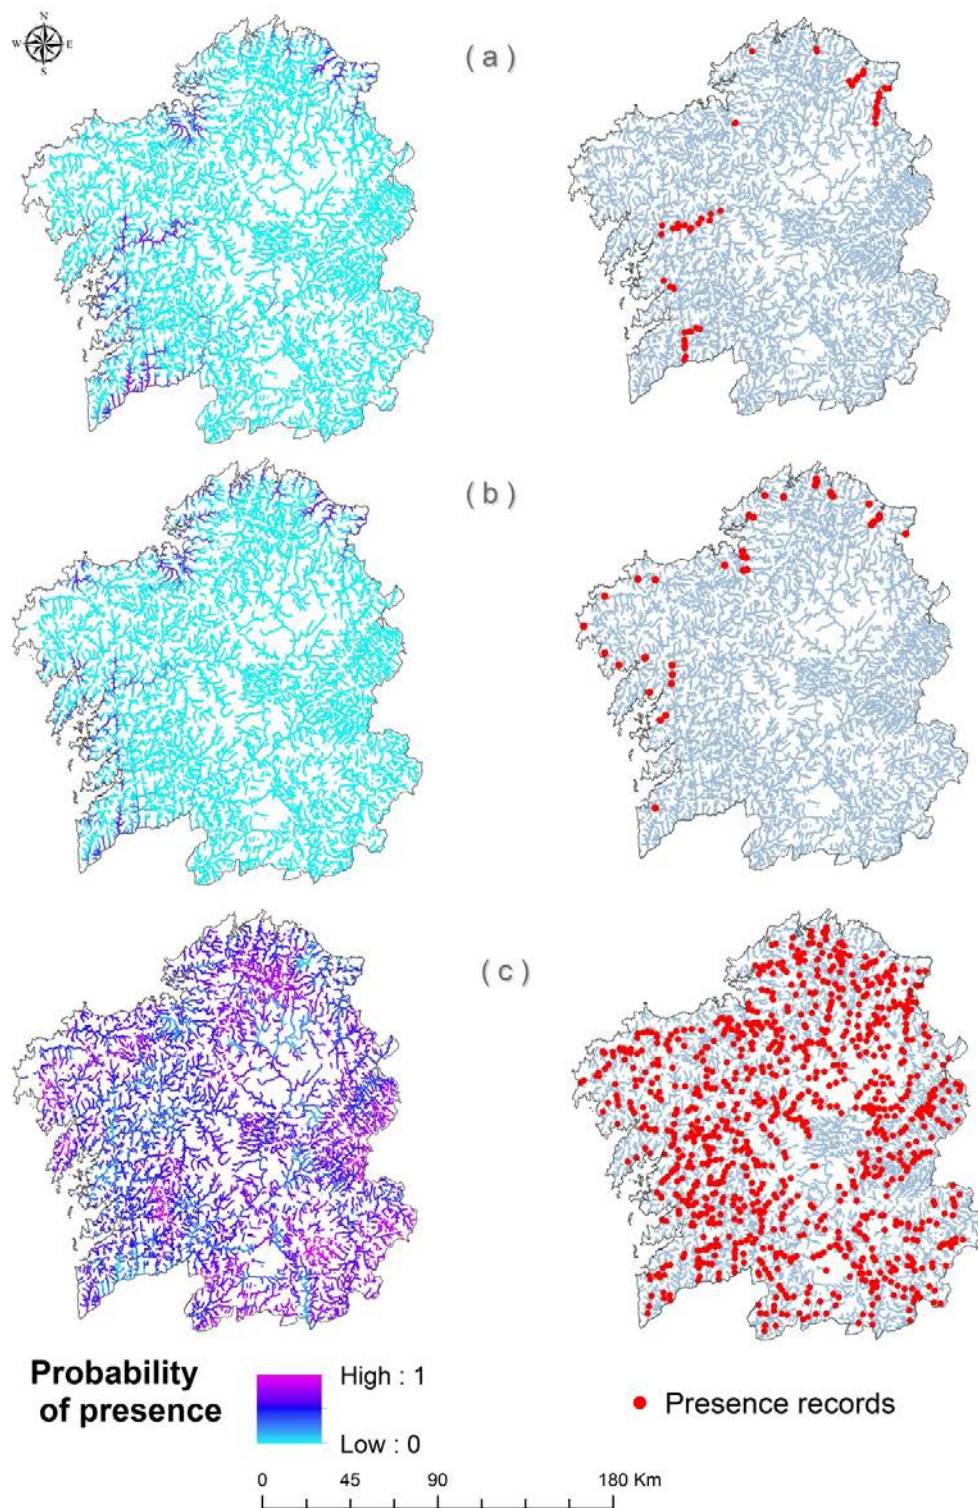 N
W E
S
( a )
( b )
( c )
Probability
of presence
High : 1
Low : 0
Presence records
0 45 90 180 Km